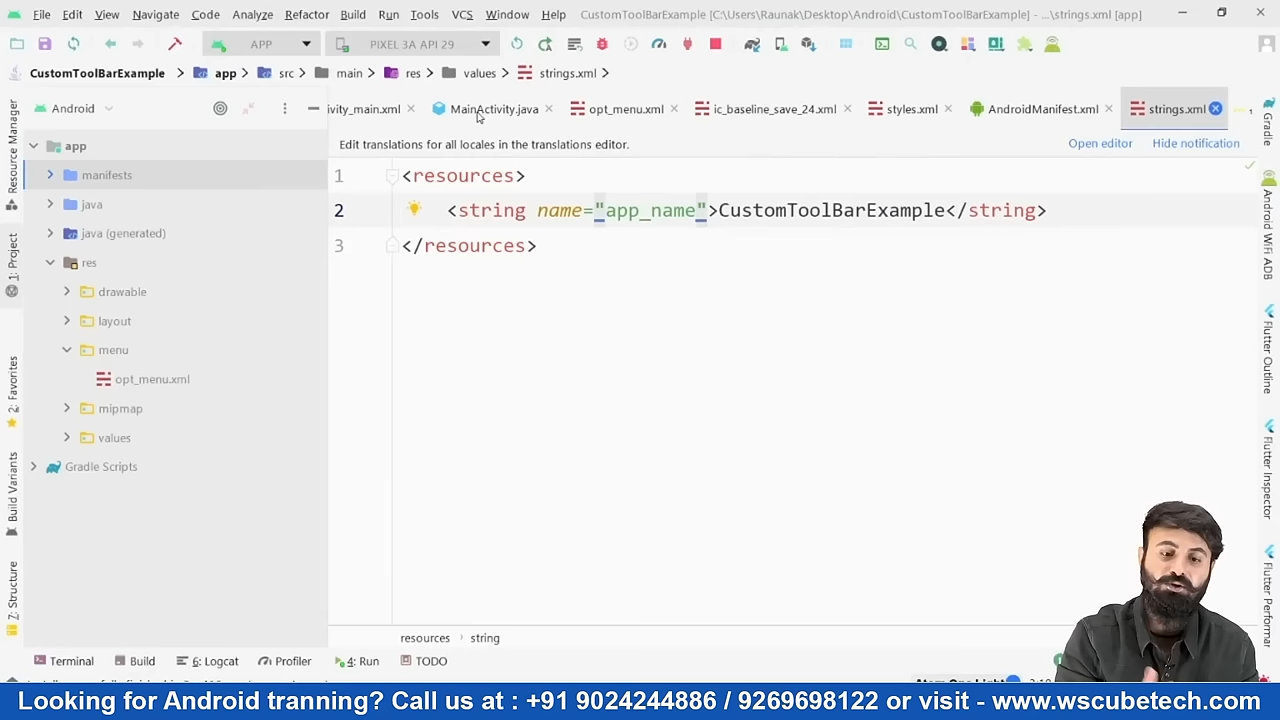 File Edit View Navigate Code Analyze Refactor Build Run Tools VCS Window Help CustomToolBarExample [C:\Users\Raunak\Desktop\Android\CustomToolBarExample] - ...\strings.xml [app]
APP PIXEL 3A API 29
CustomToolBarExample app src main res values strings.xml
Android
ivity_main.xml MainActivity.java opt_menu.xml ic_baseline_save_24.xml styles.xml AndroidManifest.xml strings.xml
Edit translations for all locales in the translations editor. Open editor Hide notification
app
manifests
java
java (generated)
res
drawable
layout
menu
opt_menu.xml
mipmap
values
Gradle Scripts
1 <resources>
2 <string name="app_name">CustomToolBarExample</string>
3 </resources>
Resource Manager
1: Project
2: Favorites
Build Variants
7: Structure
Gradle
Android WiFi ADB
Flutter Outline
Flutter Inspector
Flutter Performar
resources string
Terminal Build 6: Logcat Profiler 4: Run TODO
Looking for Android tranning? Call us at : +91 9024244886 / 9269698122 or visit - www.wscubetech.com